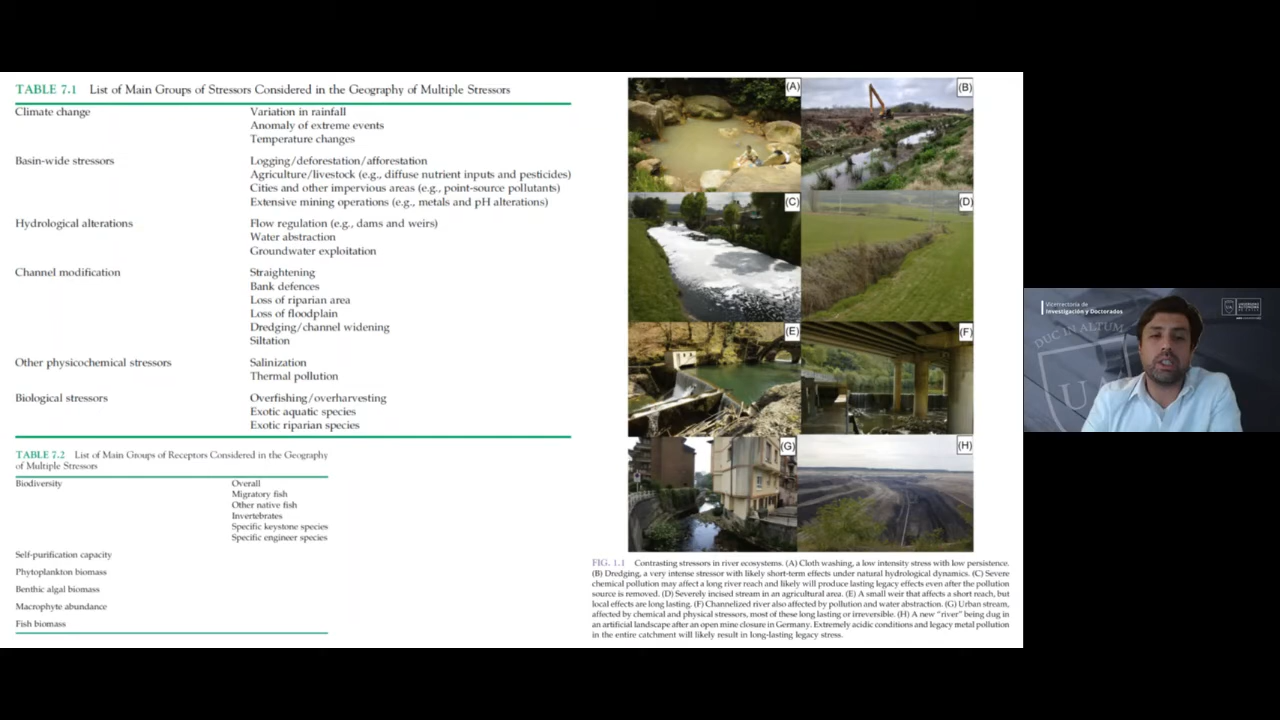 TABLE 7.1 List of Main Groups of Stressors Considered in the Geography of Multiple Stressors
Climate change
Variation in rainfall
Anomaly of extreme events
Temperature changes
Basin-wide stressors
Logging/deforestation/afforestation
Agriculture/livestock (e.g., diffuse nutrient inputs and pesticides)
Cities and other impervious areas (e.g., point-source pollutants)
Extensive mining operations (e.g., metals and pH alterations)
Hydrological alterations
Flow regulation (e.g., dams and weirs)
Water abstraction
Groundwater exploitation
Channel modification
Straightening
Bank defences
Loss of riparian area
Loss of floodplain
Dredging/channel widening
Siltation
Other physicochemical stressors
Salinization
Thermal pollution
Biological stressors
Overfishing/overharvesting
Exotic aquatic species
Exotic riparian species
TABLE 7.2 List of Main Groups of Receptors Considered in the Geography
of Multiple Stressors
Biodiversity
Overall
Migratory fish
Other native fish
Invertebrates
Specific keystone species
Specific engineer species
Self-purification capacity
Phytoplankton biomass
Benthic algal biomass
Macrophyte abundance
Fish biomass
(A)
(B)
(C)
(D)
(E)
(F)
(G)
(H)
FIG. 1.1 Contrasting stressors in river ecosystems. (A) Cloth washing, a low intensity stress with low persistence.
(B) Dredging, a very intense stressor with likely short-term effects under natural hydrological dynamics. (C) Severe
chemical pollution may affect a long river reach and likely will produce lasting legacy effects even after the pollution
source is removed. (D) Severely incised stream in an agricultural area. (E) A small weir that affects a short reach, but
local effects are long lasting. (F) Channelized river also affected by pollution and water abstraction. (G) Urban stream,
affected by chemical and physical stressors, most of these long lasting or irreversible. (H) A new "river" being dug in
an artificial landscape after an open mine closure in Germany. Extremely acidic conditions and legacy metal pollution
in the entire catchment will likely result in long-lasting legacy stress.
Vicerrectoría de
Investigación y Doctorados
DUC IN ALTUM